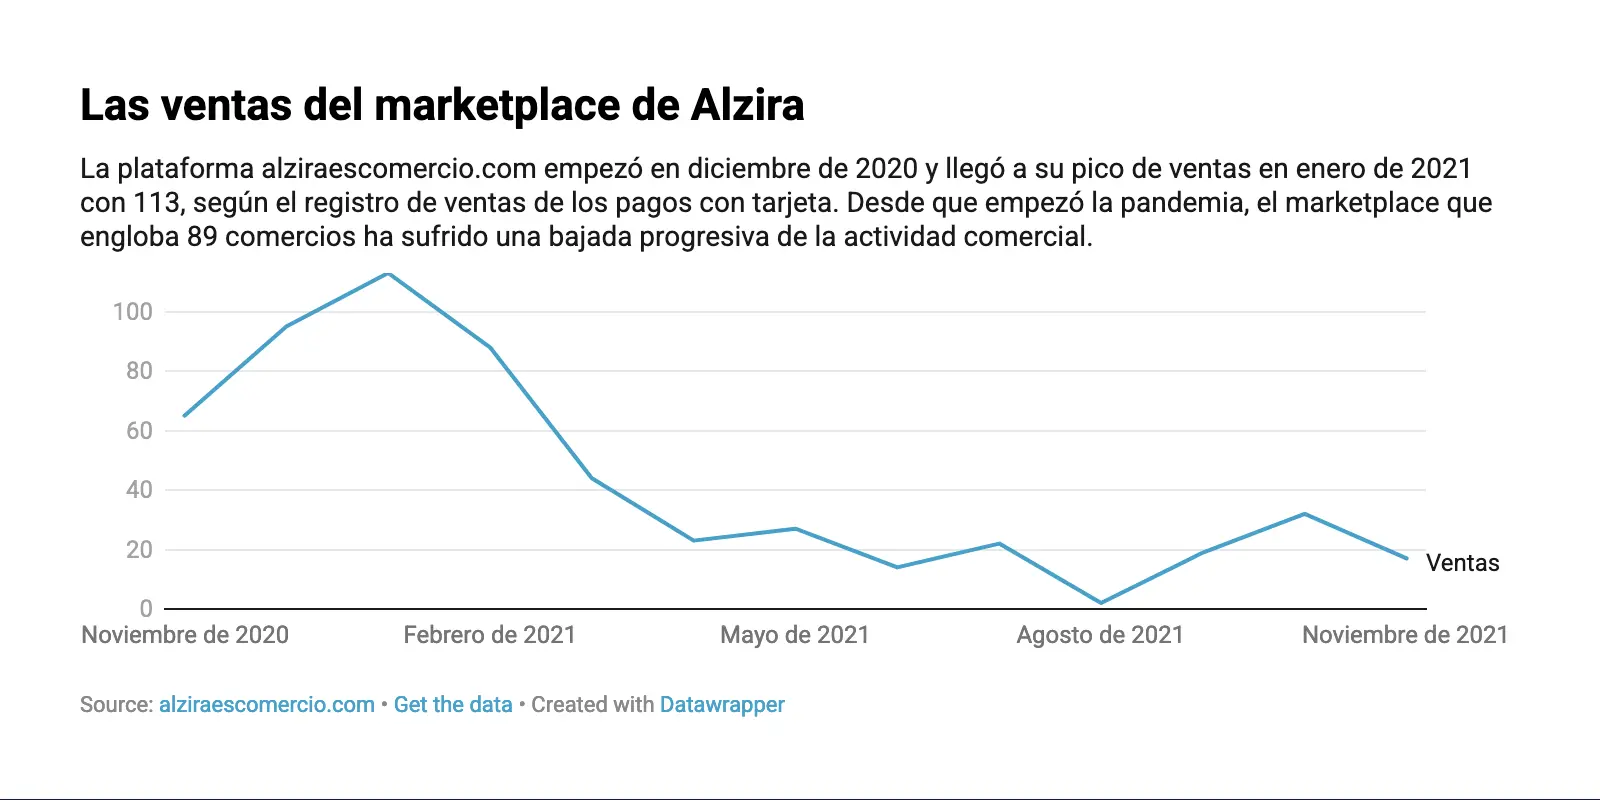 Las ventas del marketplace de Alzira
La plataforma alziraescomercio.com empezó en diciembre de 2020 y llegó a su pico de ventas en enero de 2021
con 113, según el registro de ventas de los pagos con tarjeta. Desde que empezó la pandemia, el marketplace que
engloba 89 comercios ha sufrido una bajada progresiva de la actividad comercial.
100
80
60
40
20
0
Ventas
Noviembre de 2020 Febrero de 2021 Mayo de 2021 Agosto de 2021 Noviembre de 2021
Source: alziraescomercio.com • Get the data • Created with Datawrapper